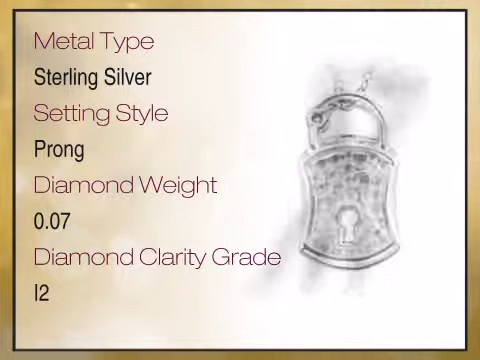 Metal Type
Sterling Silver
Setting Style
Prong
Diamond Weight
0.07
Diamond Clarity Grade
I2